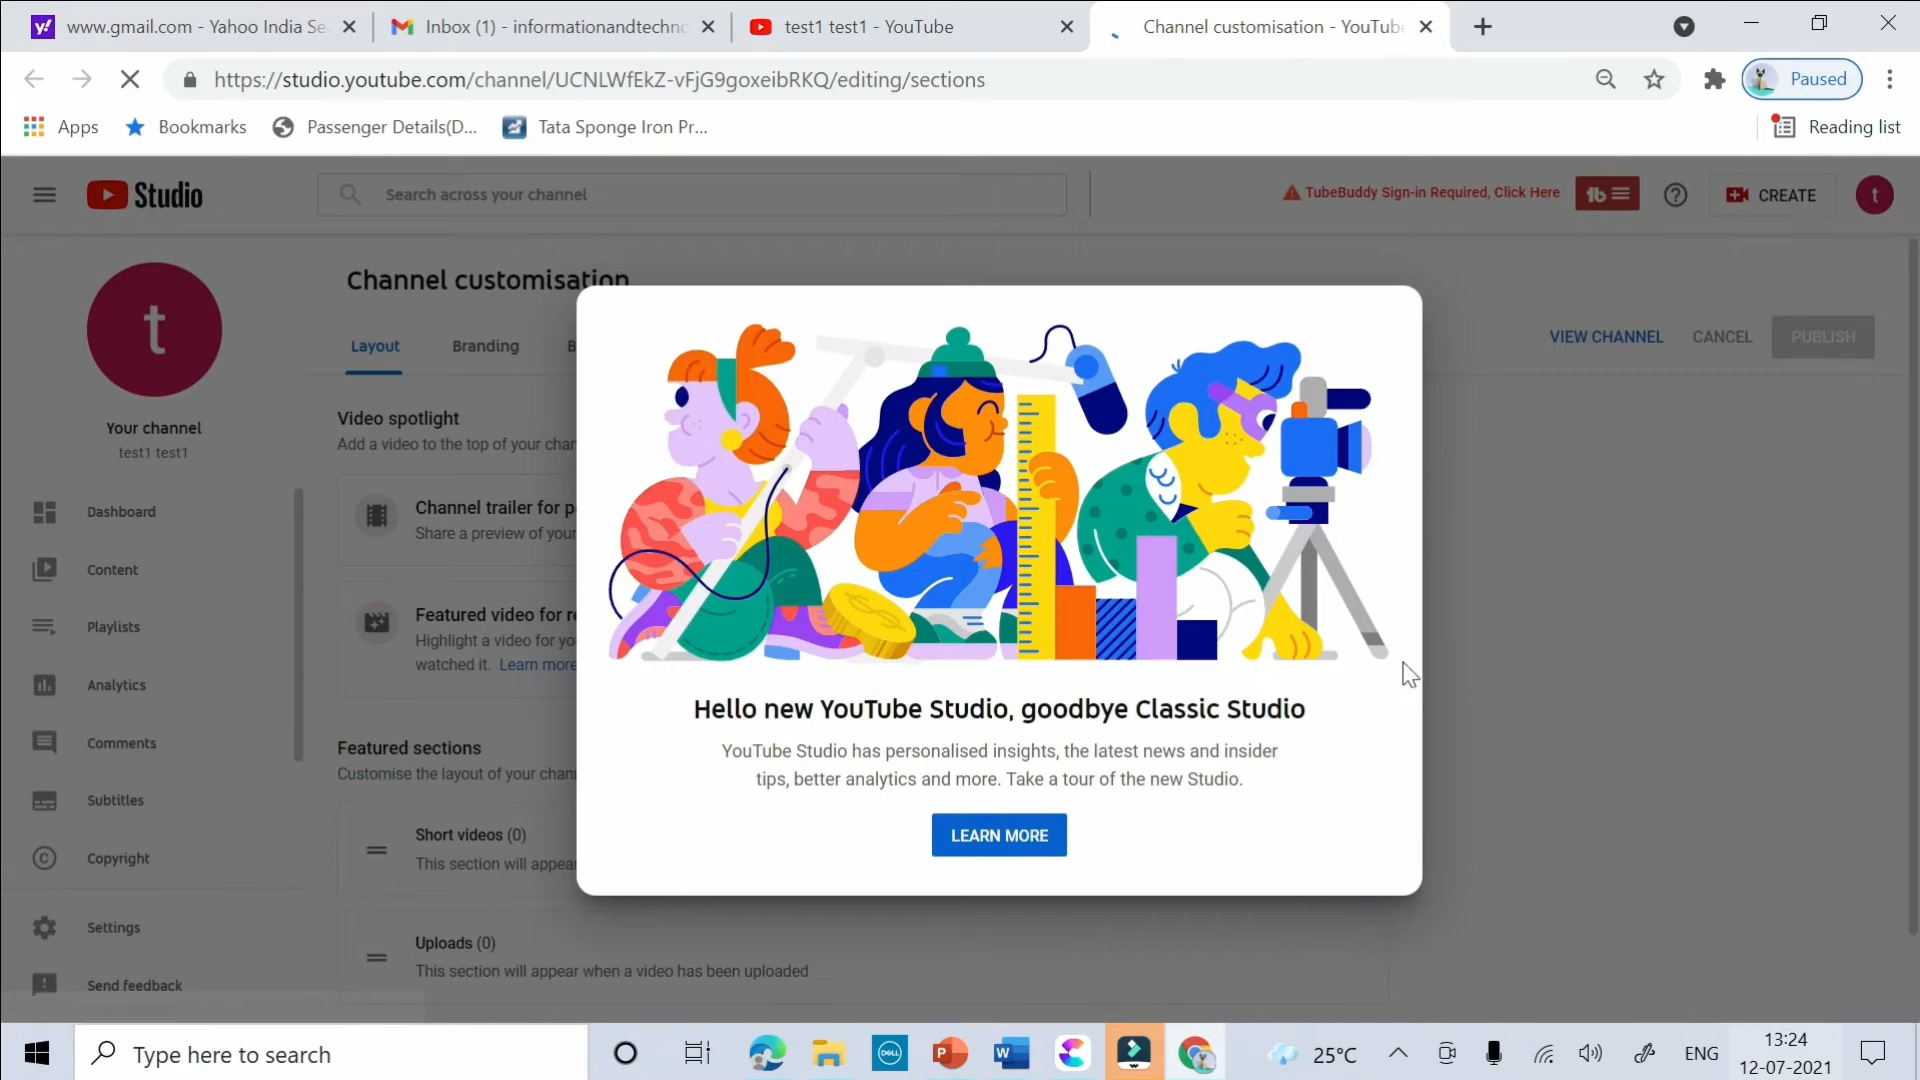 www.gmail.com - Yahoo India Se
Inbox (1) - informationandtechno
test1 test1 - YouTube
Channel customisation - YouTube
https://studio.youtube.com/channel/UCNLWfEkZ-vFjG9goxeibRKQ/editing/sections
Paused
Apps
Bookmarks
Passenger Details(D...
Tata Sponge Iron Pr...
Reading list
Studio
Search across your channel
TubeBuddy Sign-in Required, Click Here
tb
CREATE
t
t
Your channel
test1 test1
Dashboard
Content
Playlists
Analytics
Comments
Subtitles
Copyright
Settings
Send feedback
Channel customisation
Layout
Branding
B
VIEW CHANNEL
CANCEL
PUBLISH
Video spotlight
Add a video to the top of your chan
Channel trailer for p
Share a preview of your
Featured video for re
Highlight a video for yo
watched it. Learn more
Featured sections
Customise the layout of your chan
Short videos (0)
This section will appea
Uploads (0)
This section will appear when a video has been uploaded
Hello new YouTube Studio, goodbye Classic Studio
YouTube Studio has personalised insights, the latest news and insider
tips, better analytics and more. Take a tour of the new Studio.
LEARN MORE
Type here to search
DELL
25°C
ENG
13:24
12-07-2021